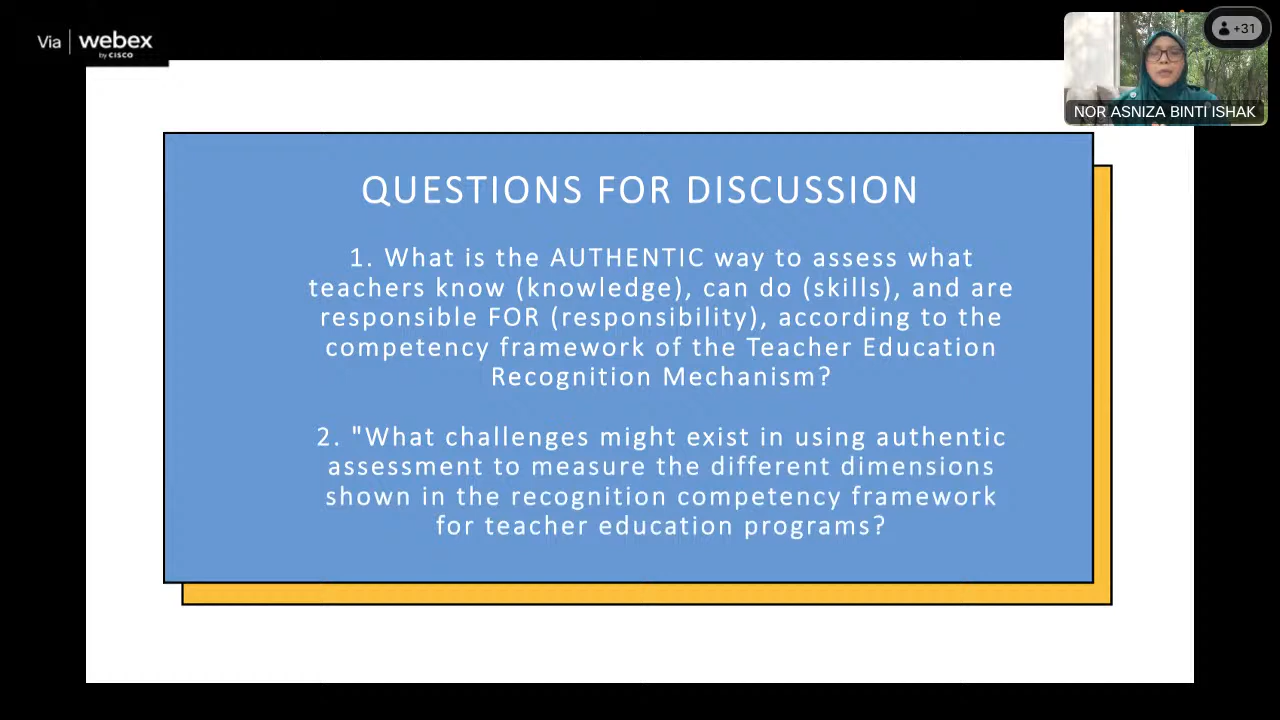 Via webex
by CISCO
+31
NOR ASNIZA BINTI ISHAK
QUESTIONS FOR DISCUSSION
1. What is the AUTHENTIC way to assess what
teachers know (knowledge), can do (skills), and are
responsible FOR (responsibility), according to the
competency framework of the Teacher Education
Recognition Mechanism?
2. "What challenges might exist in using authentic
assessment to measure the different dimensions
shown in the recognition competency framework
for teacher education programs?